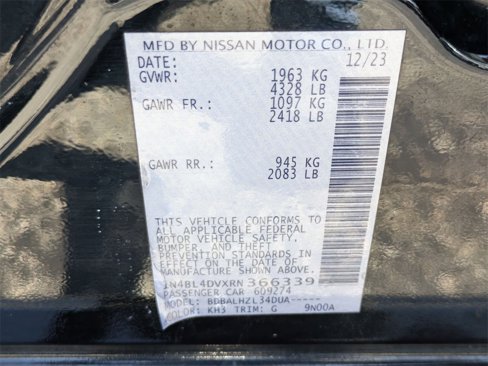 MFD BY NISSAN MOTOR CO., LTD.
DATE: 12/23
GVWR: 1963 KG
4328 LB
GAWR FR.: 1097 KG
2418 LB
GAWR RR.: 945 KG
2083 LB
THIS VEHICLE CONFORMS TO
ALL APPLICABLE FEDERAL
MOTOR VEHICLE SAFETY,
BUMPER, AND THEFT
PREVENTION STANDARDS IN
EFFECT ON THE DATE OF
MANUFACTURE SHOWN ABOVE.
1N4BL4DVXRN366339
PASSENGER CAR 609274
MODEL: BDBALHZL34DUA-----
COLOR: KH3 TRIM: G 9N00A